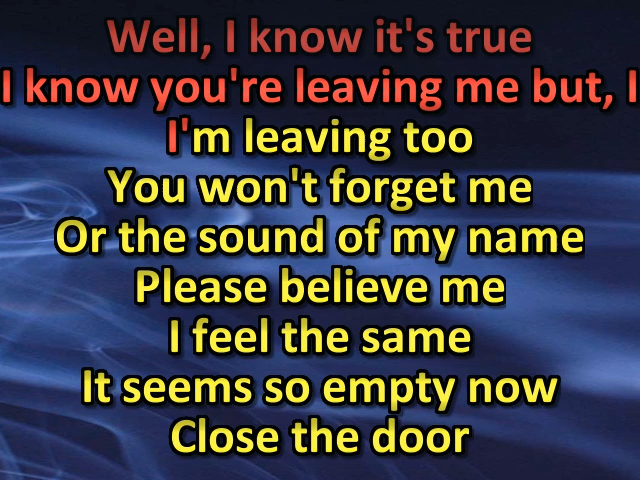 Well, I know it's true
I know you're leaving me but, I
I'm leaving too
You won't forget me
Or the sound of my name
Please believe me
I feel the same
It seems so empty now
Close the door